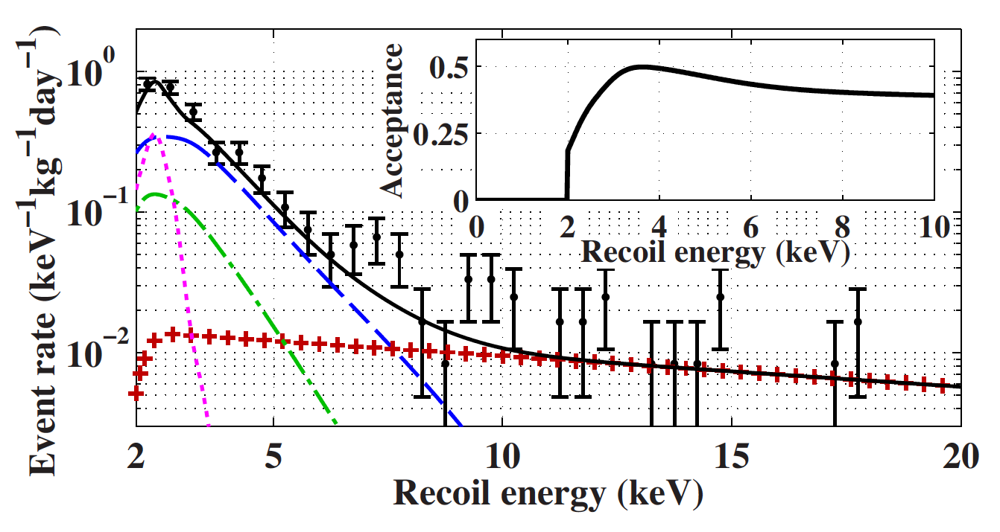 Event rate (keV⁻¹kg⁻¹day⁻¹)
10⁰
10⁻¹
10⁻²
2 5 10 15 20
Recoil energy (keV)
Acceptance
0.5
0.25
0
0 2 4 6 8 10
Recoil energy (keV)